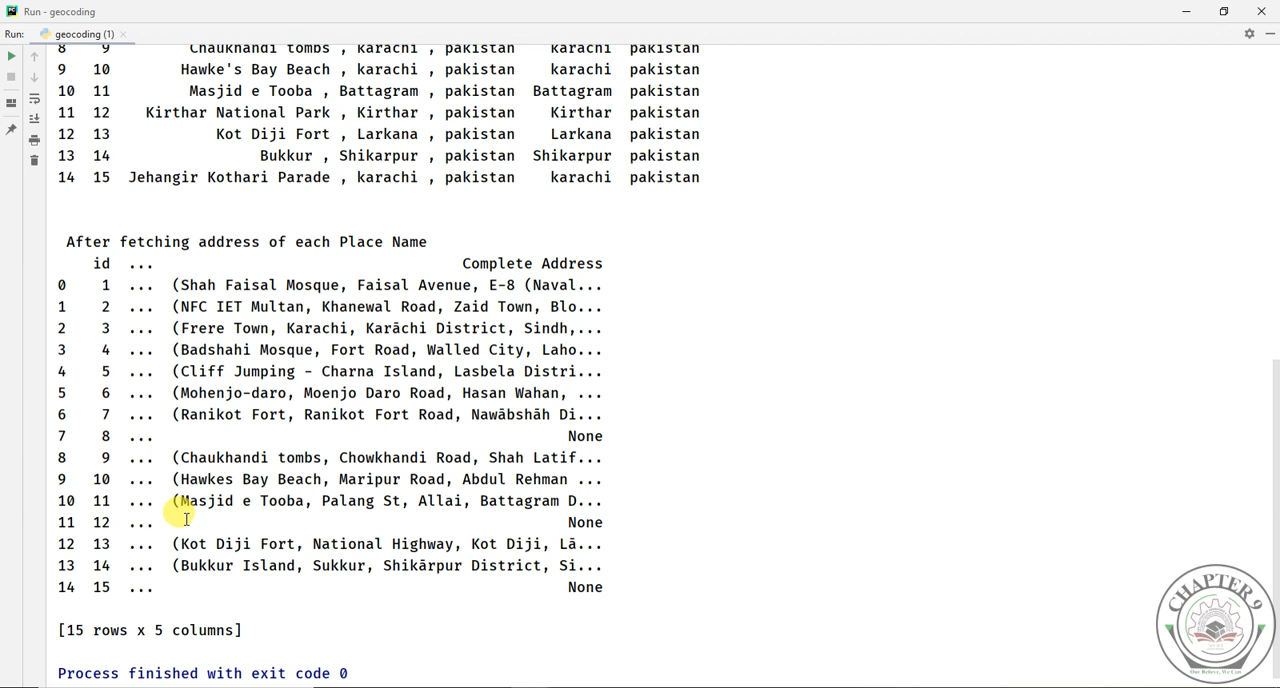 Run - geocoding
Run: geocoding (1)
8 9 Chaukhandi tombs , karachi , pakistan karachi pakistan
9 10 Hawke's Bay Beach , karachi , pakistan karachi pakistan
10 11 Masjid e Tooba , Battagram , pakistan Battagram pakistan
11 12 Kirthar National Park , Kirthar , pakistan Kirthar pakistan
12 13 Kot Diji Fort , Larkana , pakistan Larkana pakistan
13 14 Bukkur , Shikarpur , pakistan Shikarpur pakistan
14 15 Jehangir Kothari Parade , karachi , pakistan karachi pakistan
After fetching address of each Place Name
id ... Complete Address
0 1 ... (Shah Faisal Mosque, Faisal Avenue, E-8 (Naval...
1 2 ... (NFC IET Multan, Khanewal Road, Zaid Town, Blo...
2 3 ... (Frere Town, Karachi, Karāchi District, Sindh,...
3 4 ... (Badshahi Mosque, Fort Road, Walled City, Laho...
4 5 ... (Cliff Jumping - Charna Island, Lasbela Distri...
5 6 ... (Mohenjo-daro, Moenjo Daro Road, Hasan Wahan, ...
6 7 ... (Ranikot Fort, Ranikot Fort Road, Nawābshāh Di...
7 8 ... None
8 9 ... (Chaukhandi tombs, Chowkhandi Road, Shah Latif...
9 10 ... (Hawkes Bay Beach, Maripur Road, Abdul Rehman ...
10 11 ... (Masjid e Tooba, Palang St, Allai, Battagram D...
11 12 ... None
12 13 ... (Kot Diji Fort, National Highway, Kot Diji, Lā...
13 14 ... (Bukkur Island, Sukkur, Shikārpur District, Si...
14 15 ... None
[15 rows x 5 columns]
Process finished with exit code 0
CHAPTER 9
Our Believe, We Can